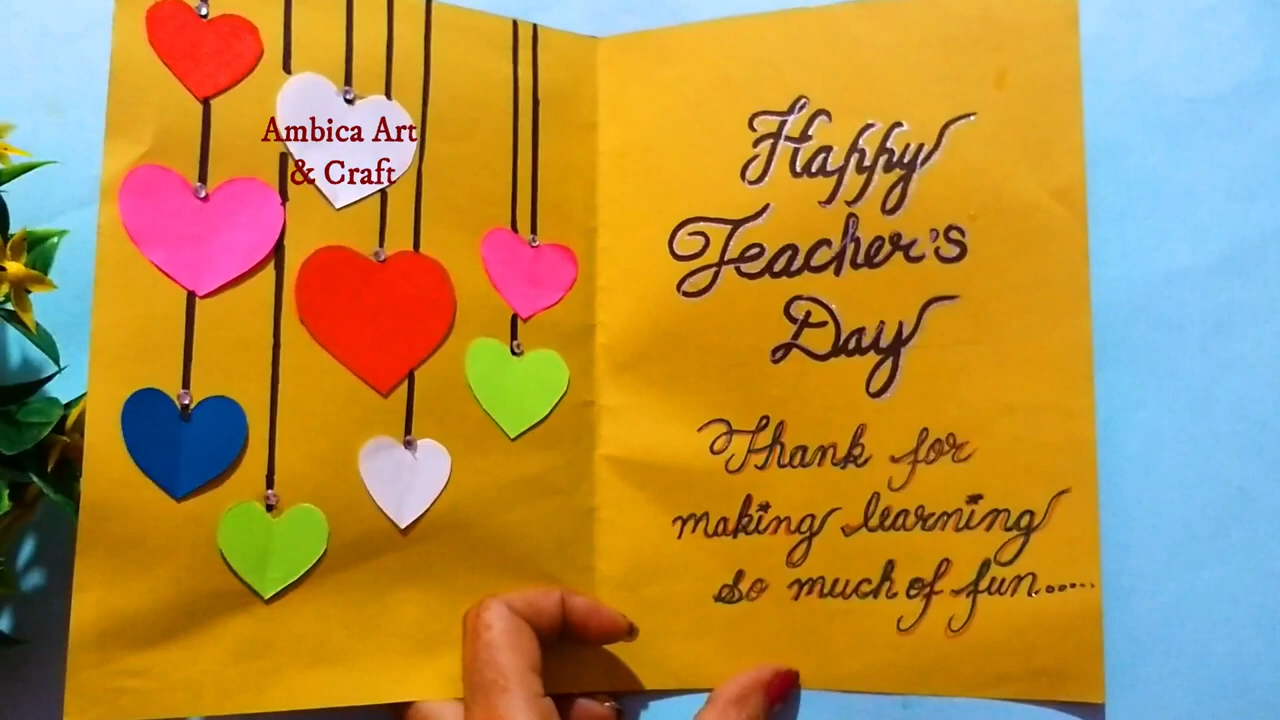 Ambica Art
& Craft
Happy
Teacher's
Day
Thank for
making learning
so much of fun.....